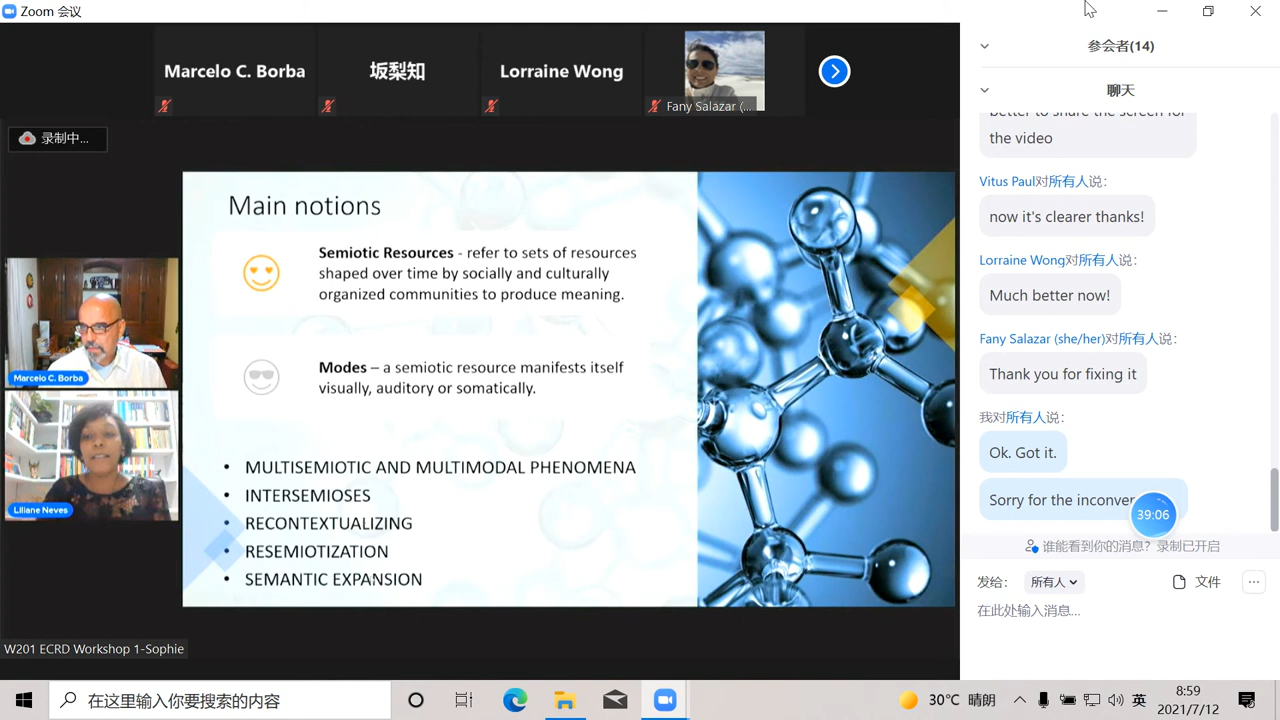 Zoom 会议
Marcelo C. Borba
坂梨知
Lorraine Wong
Fany Salazar (...
录制中...
Main notions
Semiotic Resources - refer to sets of resources
shaped over time by socially and culturally
organized communities to produce meaning.
Modes – a semiotic resource manifests itself
visually, auditory or somatically.
• MULTISEMIOTIC AND MULTIMODAL PHENOMENA
• INTERSEMIOSES
• RECONTEXTUALIZING
• RESEMIOTIZATION
• SEMANTIC EXPANSION
Marcelo C. Borba
Liliane Neves
W201 ECRD Workshop 1-Sophie
参会者(14)
聊天
better to share the screen for
the video
Vitus Paul对所有人说:
now it's clearer thanks!
Lorraine Wong对所有人说:
Much better now!
Fany Salazar (she/her)对所有人说:
Thank you for fixing it
我对所有人说:
Ok. Got it.
Sorry for the
39:06
谁能看到你的消息? 录制已开启
发给: 所有人 文件 ...
在此处输入消息...
在这里输入你要搜索的内容
30°C 晴朗
英
8:59
2021/7/12